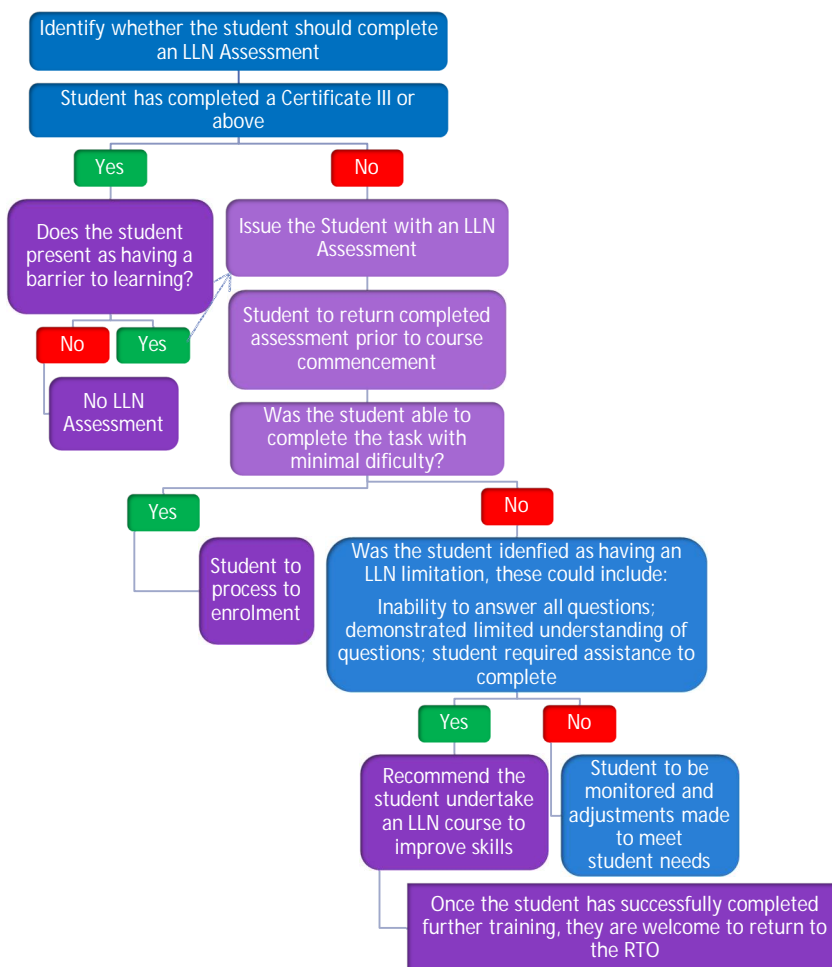 Identify whether the student should complete
an LLN Assessment
Student has completed a Certificate III or
above
Yes
No
Does the student
present as having a
barrier to learning?
Issue the Student with an LLN
Assessment
No
Yes
Student to return completed
assessment prior to course
commencement
No LLN
Assessment
Was the student able to
complete the task with
minimal dificulty?
Yes
No
Student to
process to
enrolment
Was the student idenfied as having an
LLN limitation, these could include:
Inability to answer all questions;
demonstrated limited understanding of
questions; student required assistance to
complete
Yes
No
Recommend the
student undertake
an LLN course to
improve skills
Student to be
monitored and
adjustments made
to meet
student needs
Once the student has successfully completed
further training, they are welcome to return to
the RTO